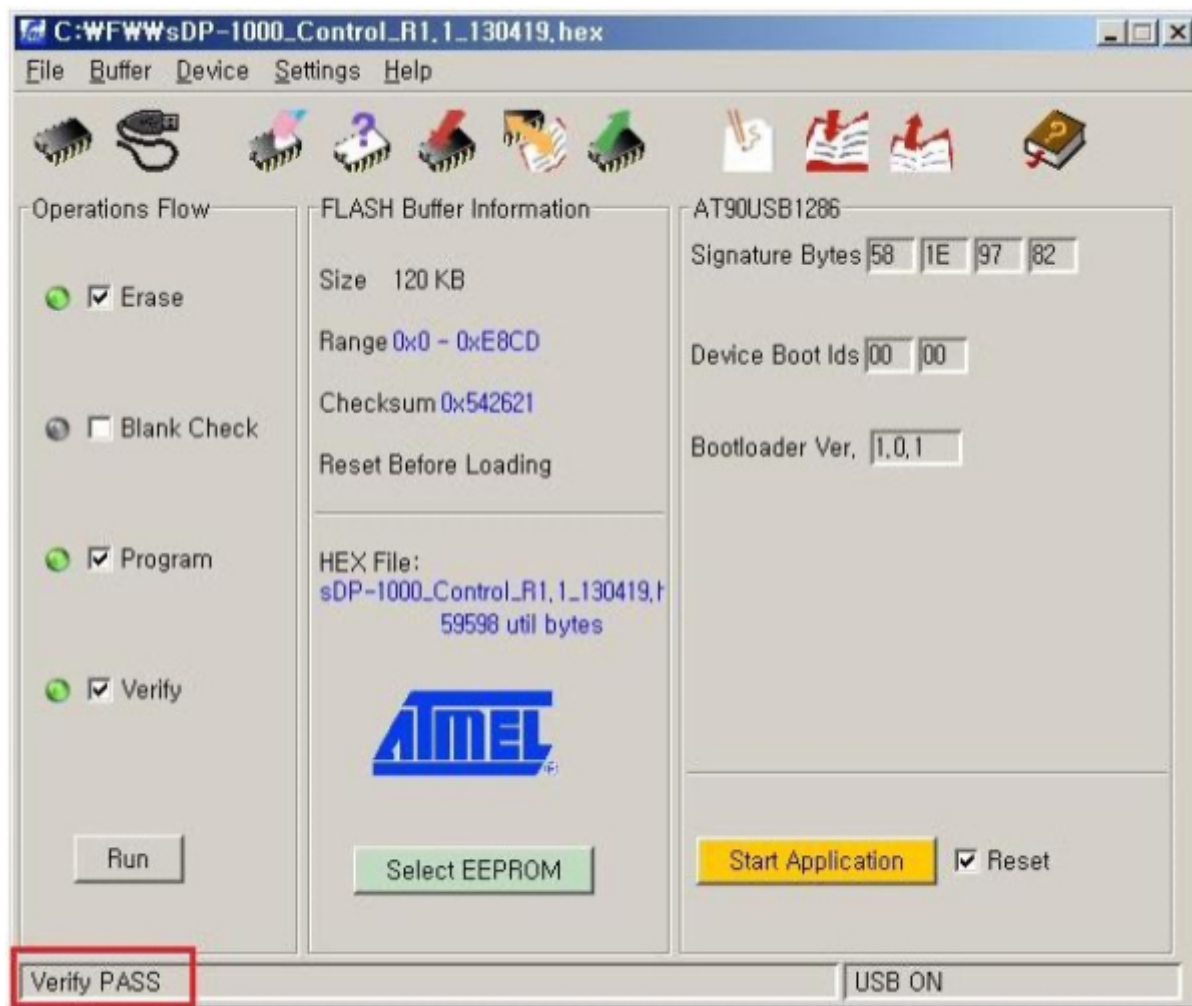 C:₩FW₩sDP-1000_Control_R1,1_130419,hex
File Buffer Device Settings Help
Operations Flow
Erase
Blank Check
Program
Verify
Run
FLASH Buffer Information
Size 120 KB
Range 0x0 - 0xE8CD
Checksum 0x542621
Reset Before Loading
HEX File:
sDP-1000_Control_R1,1_130419,h
59598 util bytes
ATMEL
Select EEPROM
AT90USB1286
Signature Bytes 58 1E 97 82
Device Boot Ids 00 00
Bootloader Ver, 1,0,1
Start Application Reset
Verify PASS
USB ON